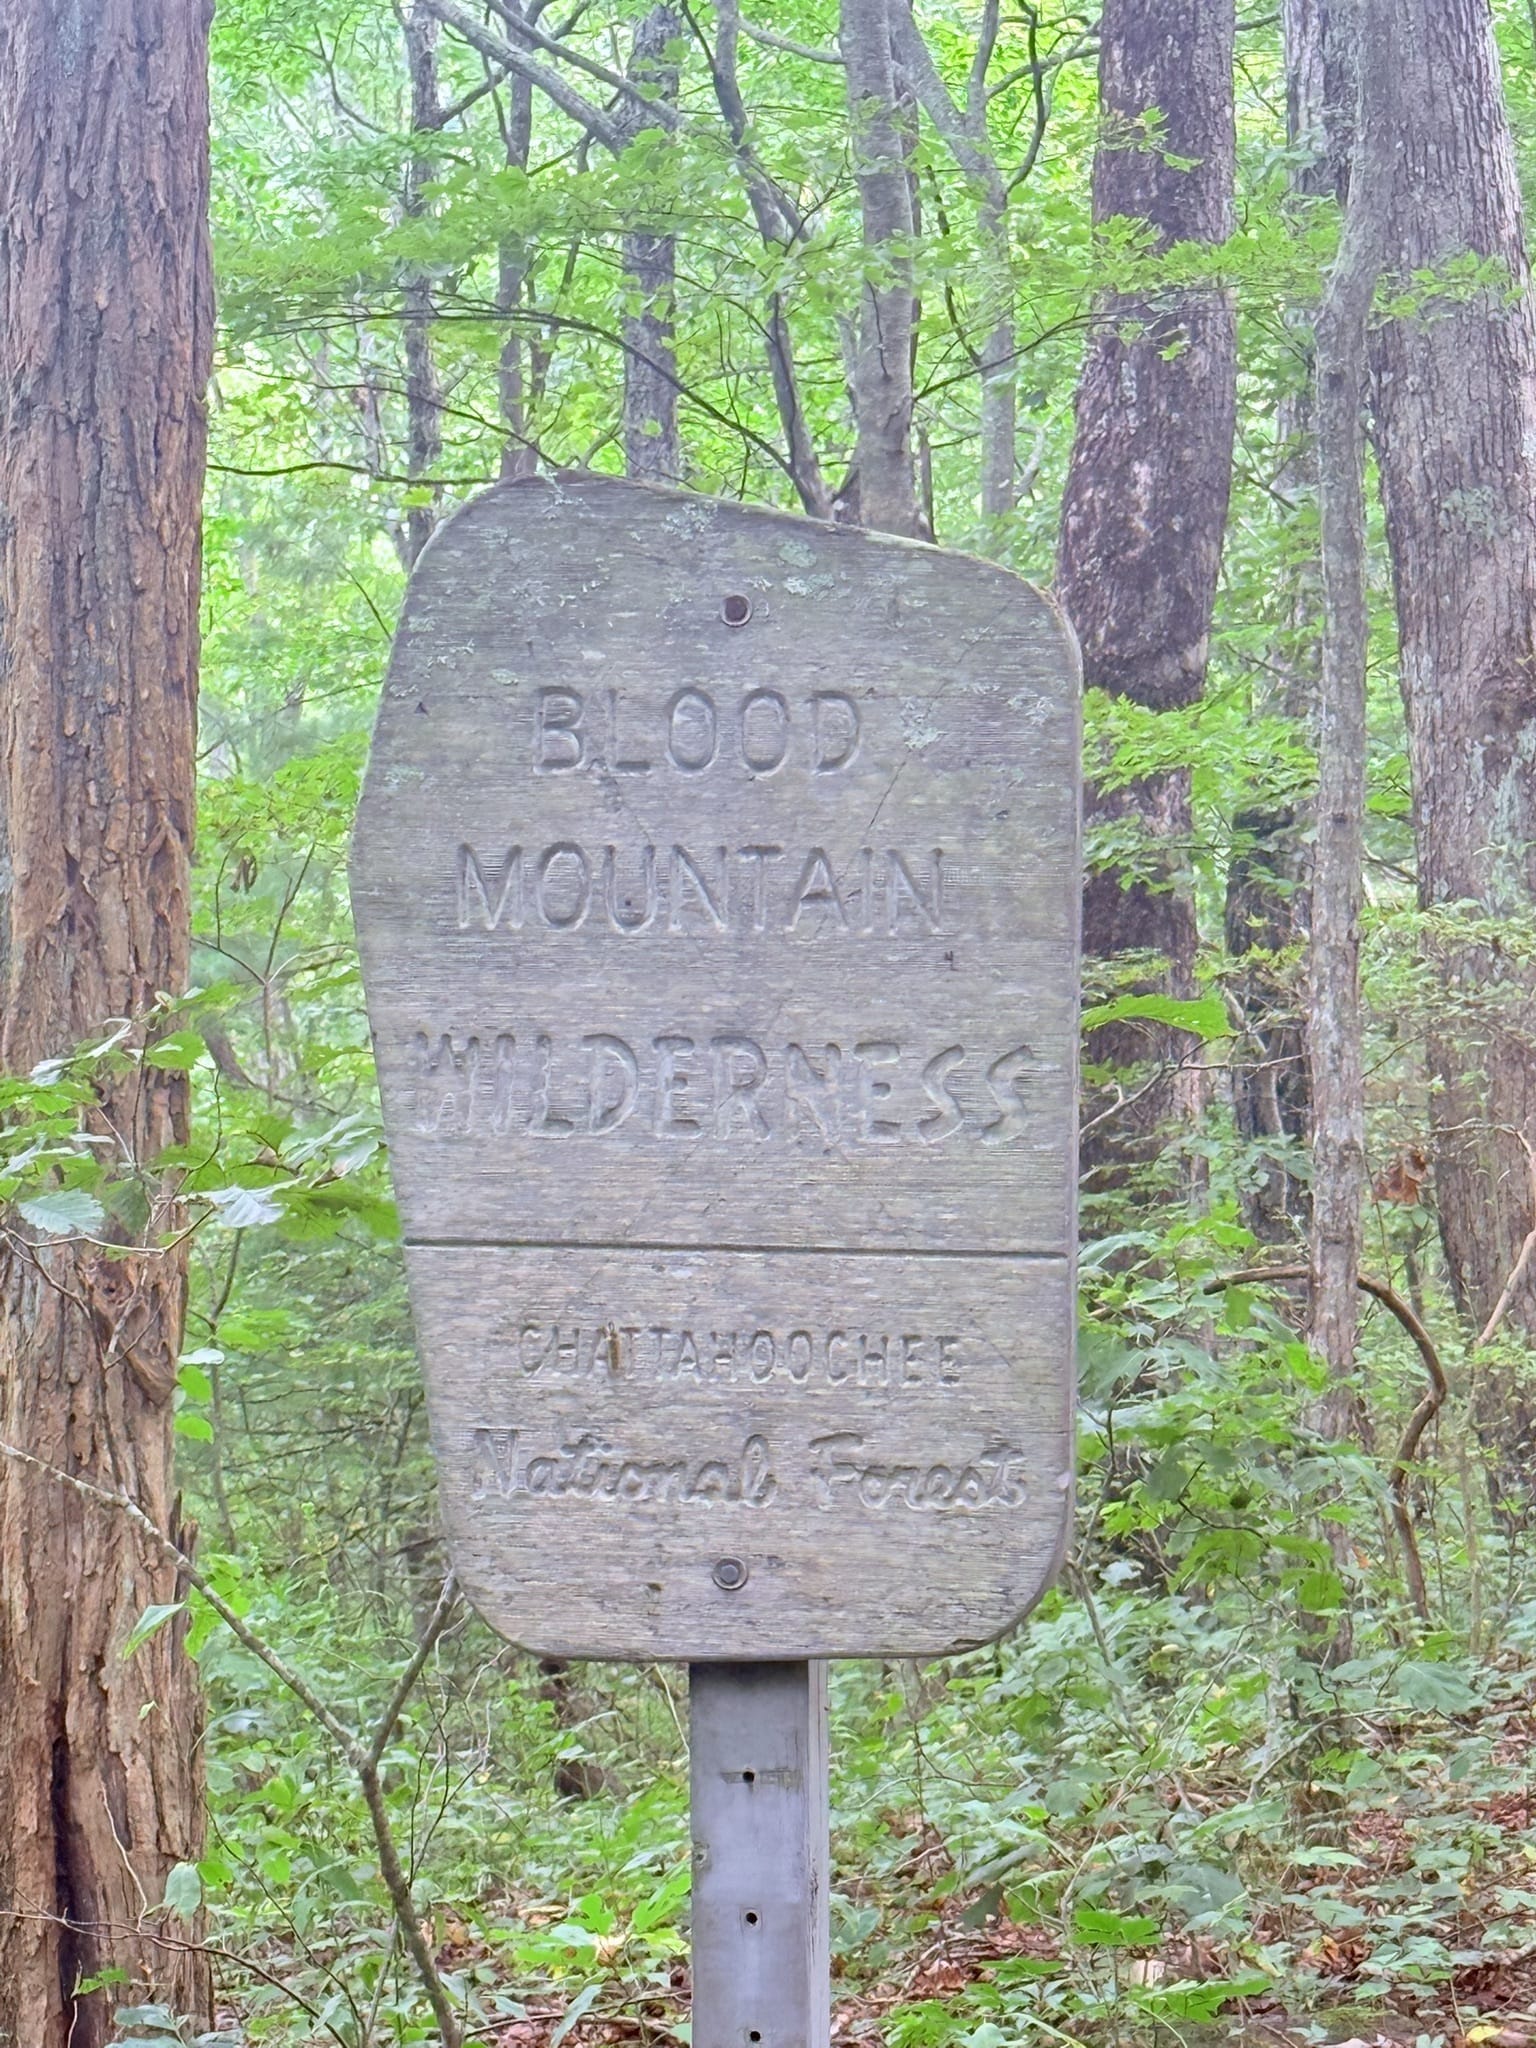 BLOOD
MOUNTAIN
WILDERNESS
CHATTAHOOCHEE
National Forest